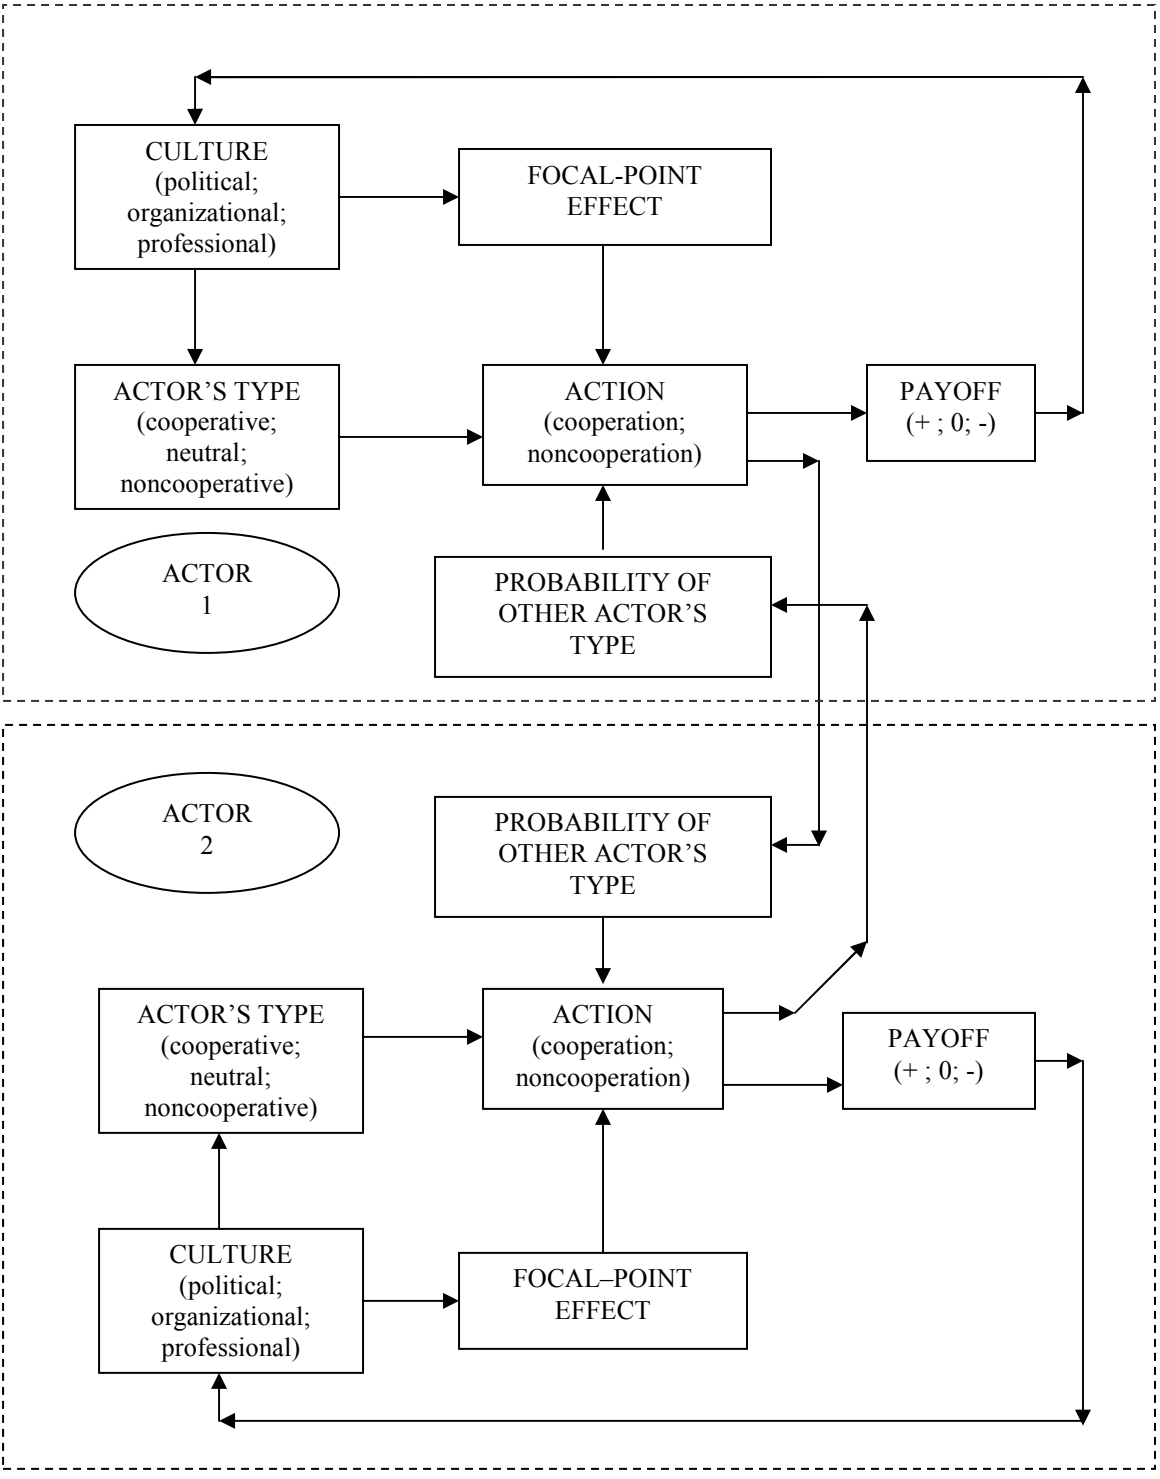 CULTURE
(political;
organizational;
professional)
FOCAL-POINT
EFFECT
ACTOR’S TYPE
(cooperative;
neutral;
noncooperative)
ACTION
(cooperation;
noncooperation)
PAYOFF
(+ ; 0; -)
ACTOR
1
PROBABILITY OF
OTHER ACTOR’S
TYPE
ACTOR
2
PROBABILITY OF
OTHER ACTOR’S
TYPE
ACTOR’S TYPE
(cooperative;
neutral;
noncooperative)
ACTION
(cooperation;
noncooperation)
PAYOFF
(+ ; 0; -)
CULTURE
(political;
organizational;
professional)
FOCAL–POINT
EFFECT